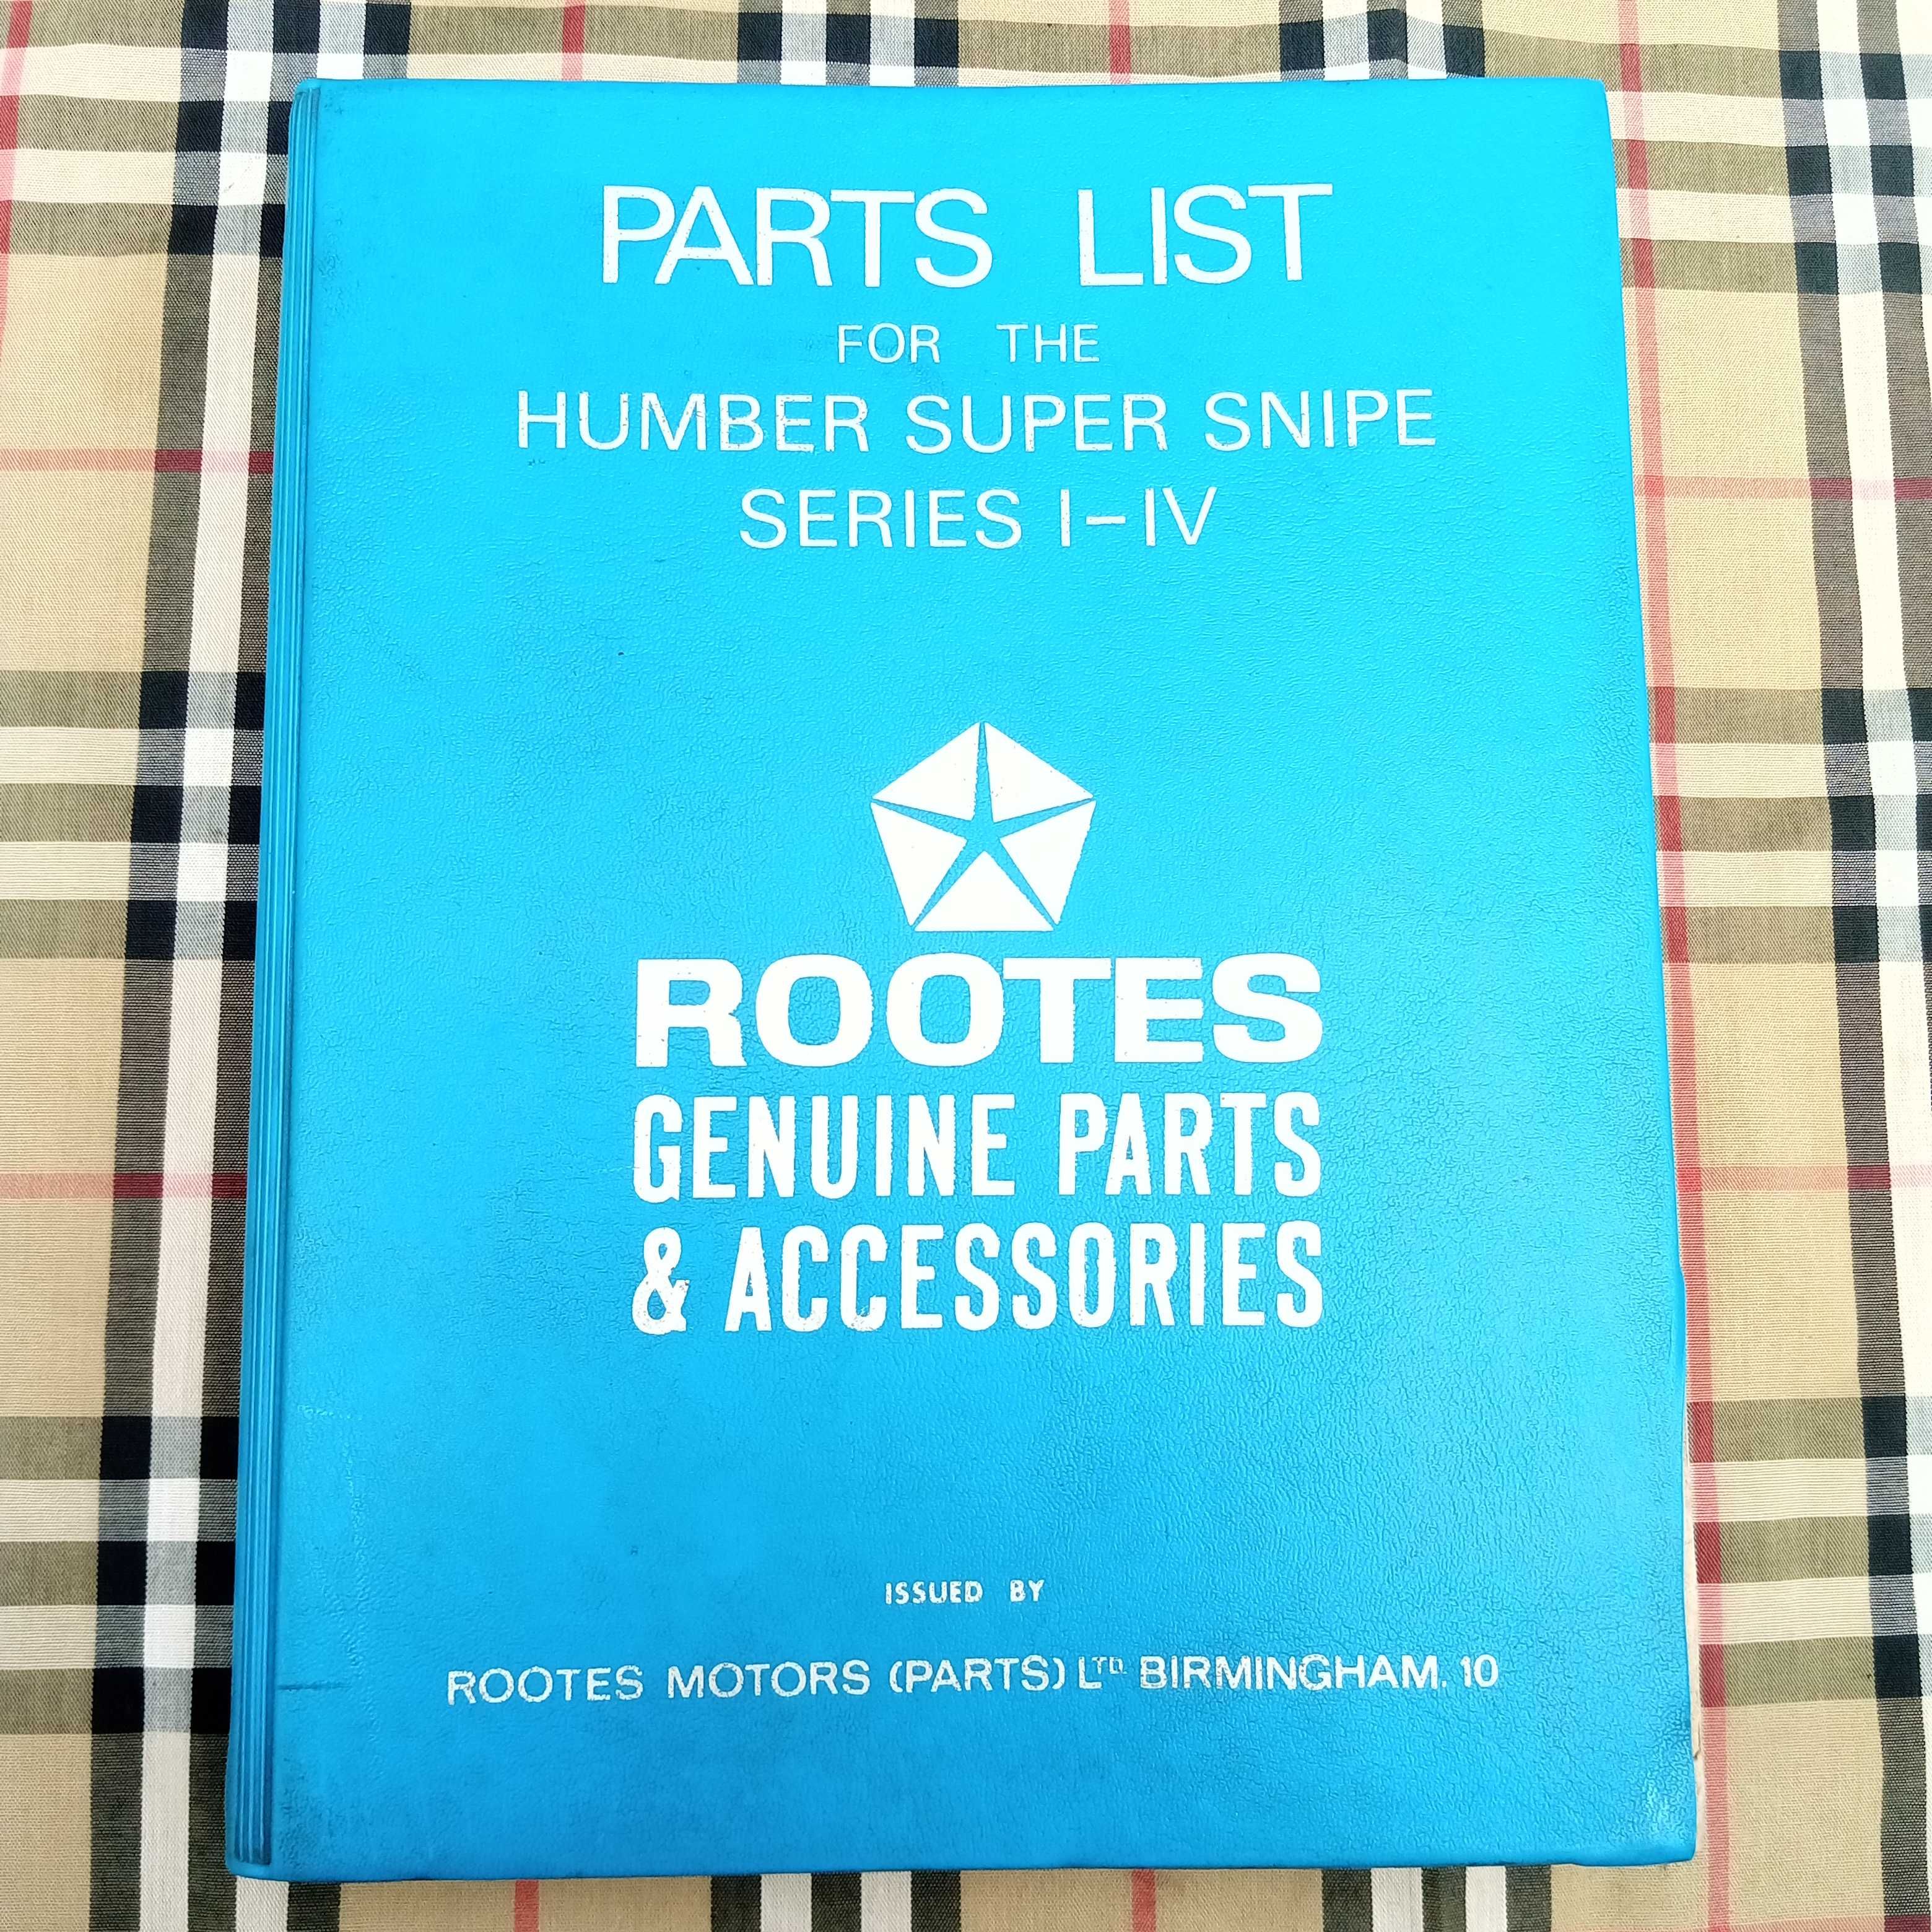 PARTS LIST
FOR THE
HUMBER SUPER SNIPE
SERIES I-IV
ROOTES
GENUINE PARTS
& ACCESSORIES
ISSUED BY
ROOTES MOTORS (PARTS) LTD. BIRMINGHAM. 10